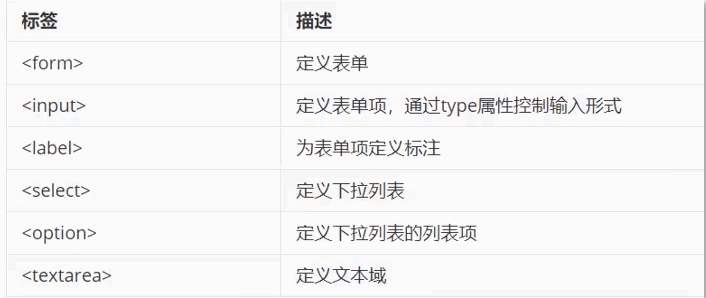 标签 描述
<form> 定义表单
<input> 定义表单项，通过type属性控制输入形式
<label> 为表单项定义标注
<select> 定义下拉列表
<option> 定义下拉列表的列表项
<textarea> 定义文本域